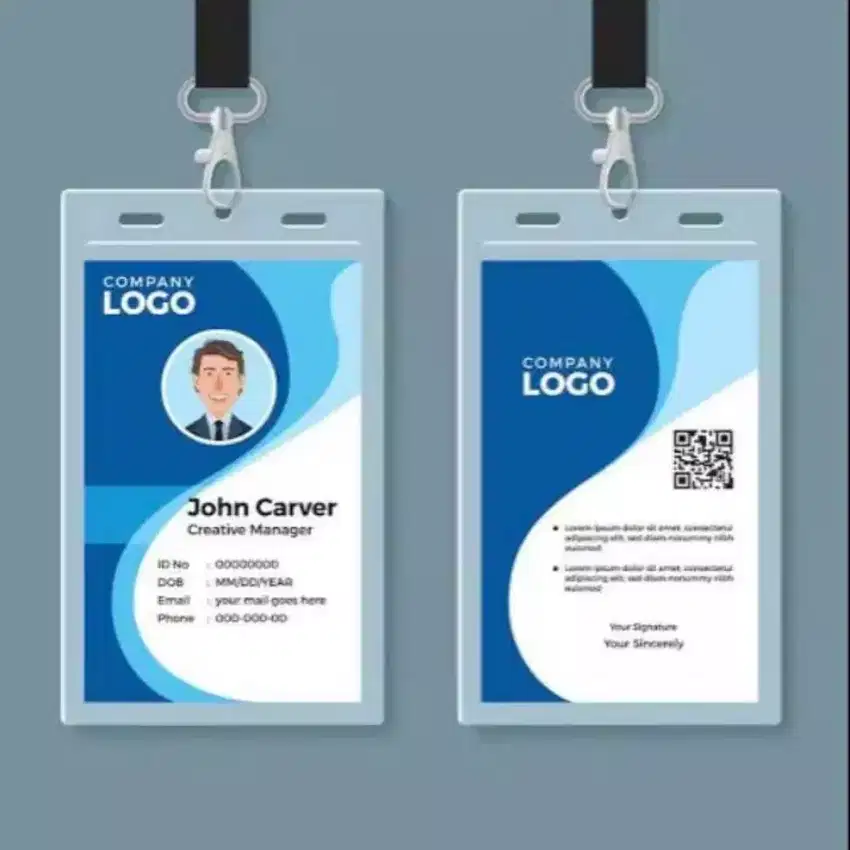 COMPANY
LOGO
John Carver
Creative Manager
ID No : 00000000
DOB : MM/DD/YEAR
Email : your mail goes here
Phone : 000-000-00
COMPANY
LOGO
Lorem ipsum dolor sit amet, consectetul
adipiscing elit, sed diam nonummy nibh
euismod
Lorem ipsum dolor sit amet, consectetul
adipiscing elit, sed diam nonummy nibh
euismod
Your Signature
Your Sincerely